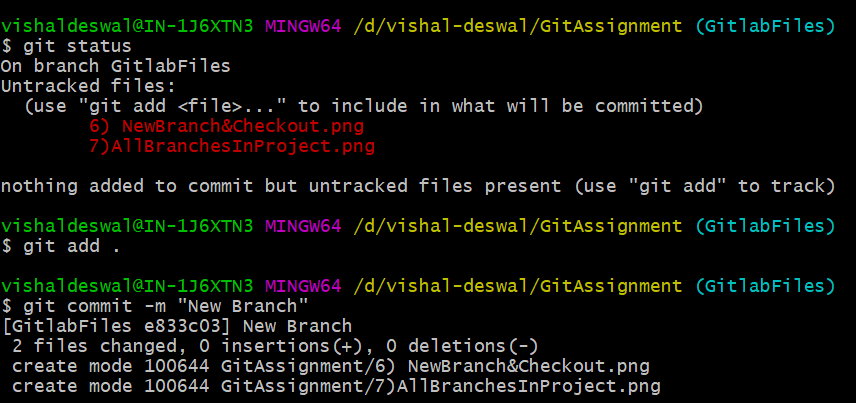 vishaldeswal@IN-1J6XTN3 MINGW64 /d/vishal-deswal/GitAssignment (GitlabFiles)
$ git status
On branch GitlabFiles
Untracked files:
  (use "git add <file>..." to include in what will be committed)
        6) NewBranch&Checkout.png
        7)AllBranchesInProject.png

nothing added to commit but untracked files present (use "git add" to track)

vishaldeswal@IN-1J6XTN3 MINGW64 /d/vishal-deswal/GitAssignment (GitlabFiles)
$ git add .

vishaldeswal@IN-1J6XTN3 MINGW64 /d/vishal-deswal/GitAssignment (GitlabFiles)
$ git commit -m "New Branch"
[GitlabFiles e833c03] New Branch
 2 files changed, 0 insertions(+), 0 deletions(-)
 create mode 100644 GitAssignment/6) NewBranch&Checkout.png
 create mode 100644 GitAssignment/7)AllBranchesInProject.png